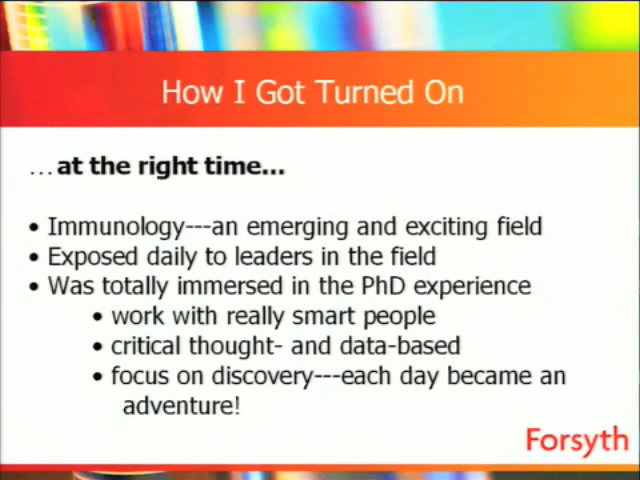 How I Got Turned On
…at the right time…
• Immunology---an emerging and exciting field
• Exposed daily to leaders in the field
• Was totally immersed in the PhD experience
• work with really smart people
• critical thought- and data-based
• focus on discovery---each day became an
adventure!
Forsyth